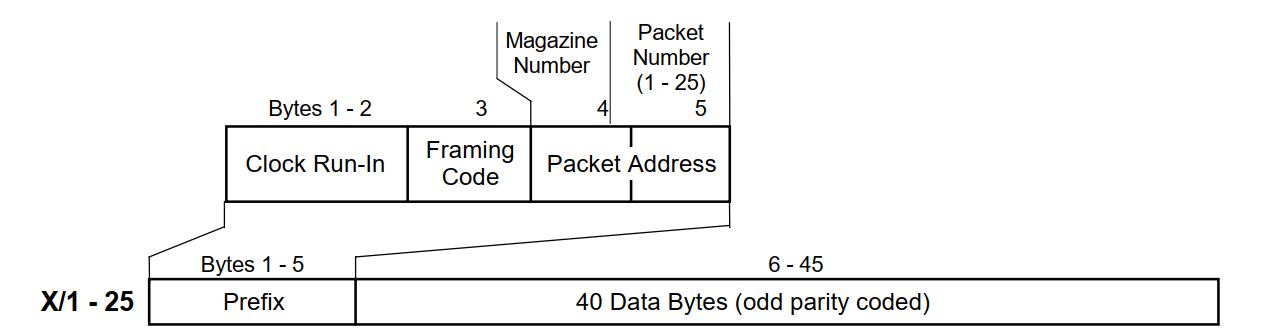 Magazine
Number
Packet
Number
(1 - 25)
Bytes 1 - 2
3
4
5
Clock Run-In
Framing
Code
Packet Address
Bytes 1 - 5
6 - 45
X/1 - 25
Prefix
40 Data Bytes (odd parity coded)